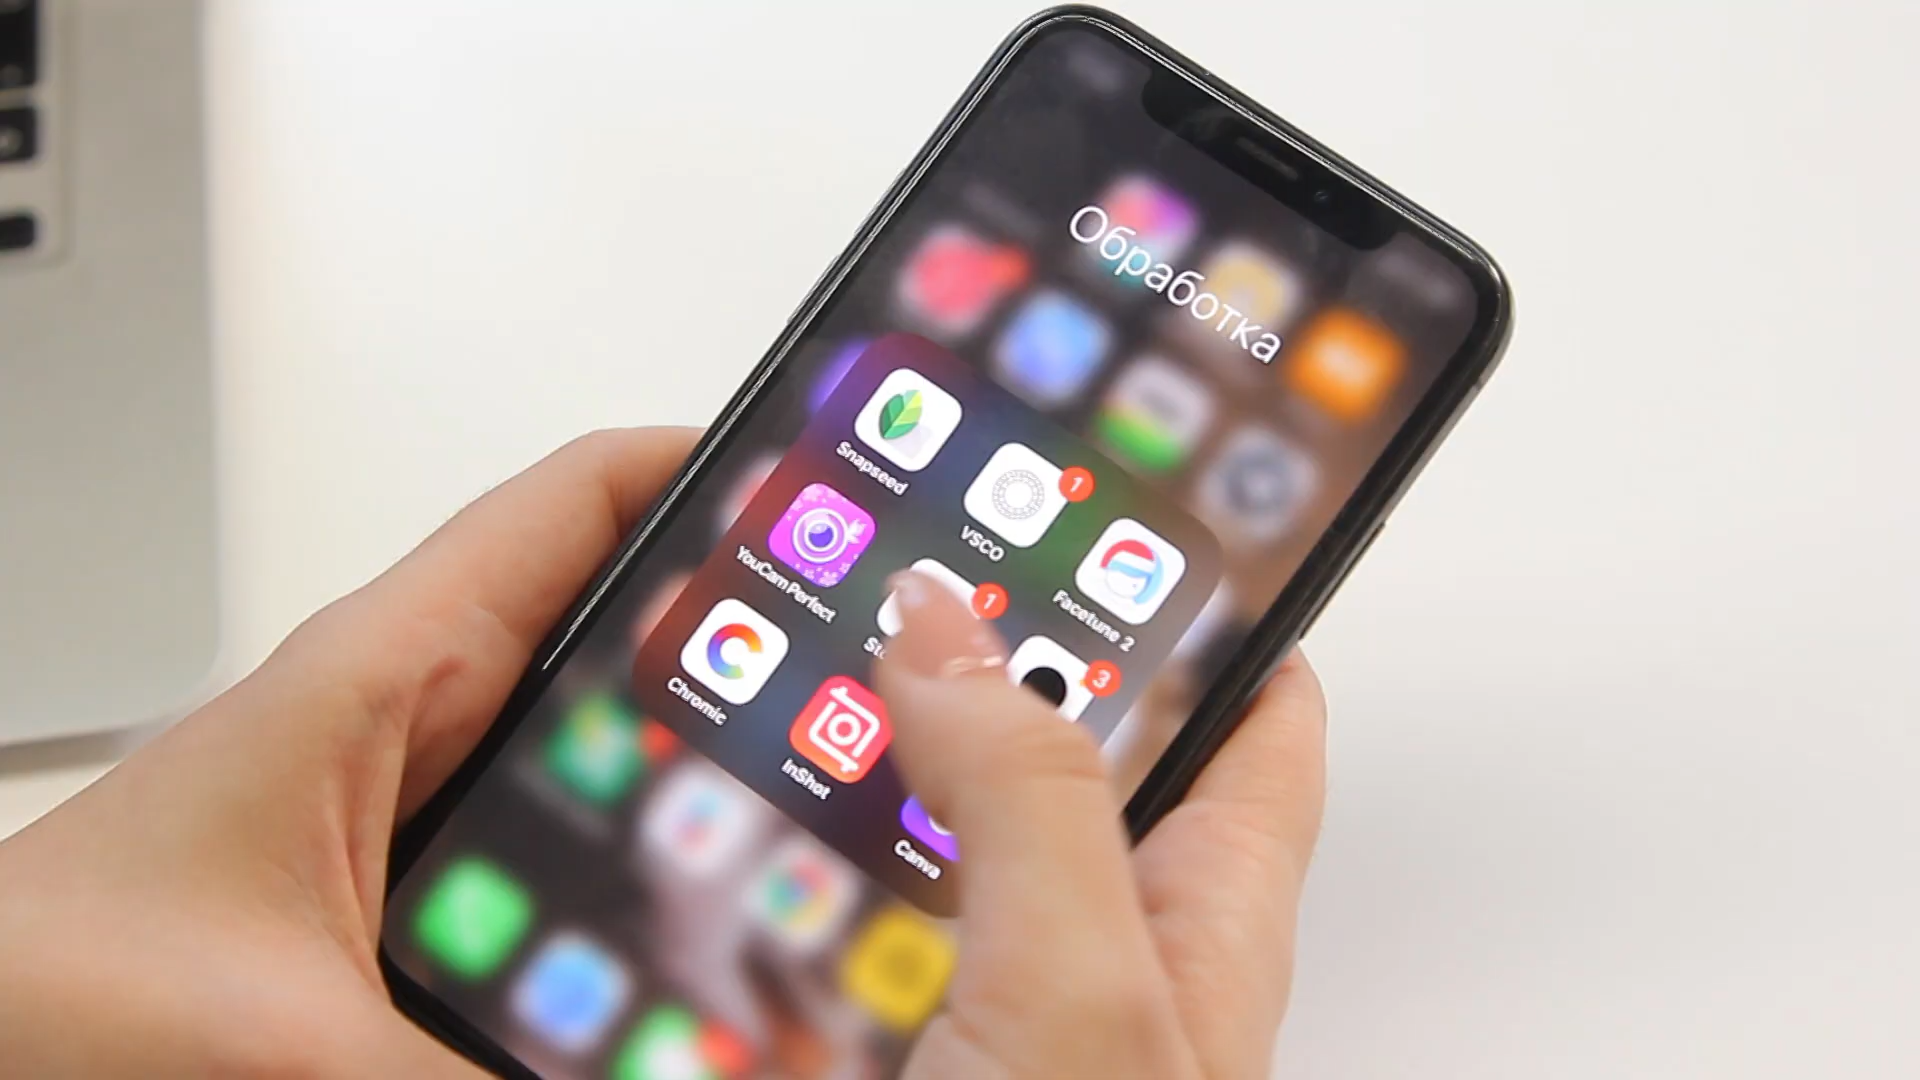 Обработка
Snapseed
VSCO
1
Facetune 2
YouCam Perfect
1
3
Chromic
InShot
Canva